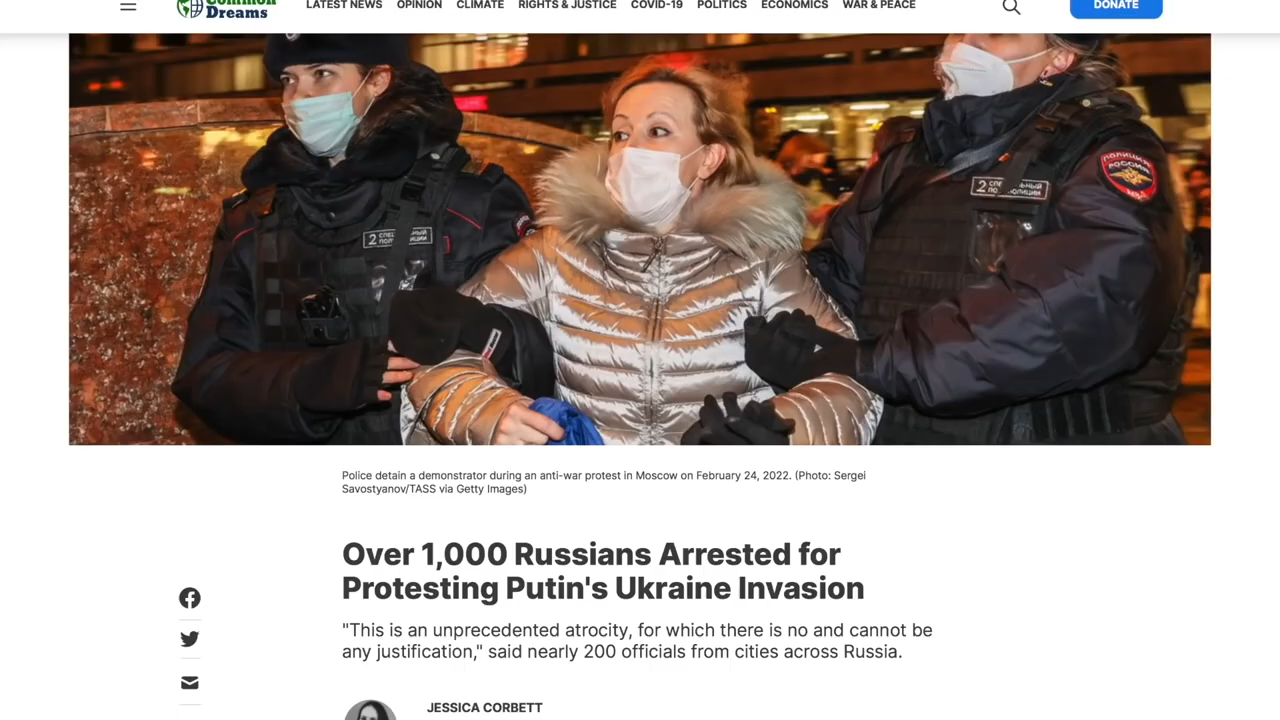 Common
Dreams
LATEST NEWS OPINION CLIMATE RIGHTS & JUSTICE COVID-19 POLITICS ECONOMICS WAR & PEACE
DONATE
ПОЛИЦИЯ
РОССИЯ
Police detain a demonstrator during an anti-war protest in Moscow on February 24, 2022. (Photo: Sergei
Savostyanov/TASS via Getty Images)
Over 1,000 Russians Arrested for
Protesting Putin's Ukraine Invasion
"This is an unprecedented atrocity, for which there is no and cannot be
any justification," said nearly 200 officials from cities across Russia.
JESSICA CORBETT